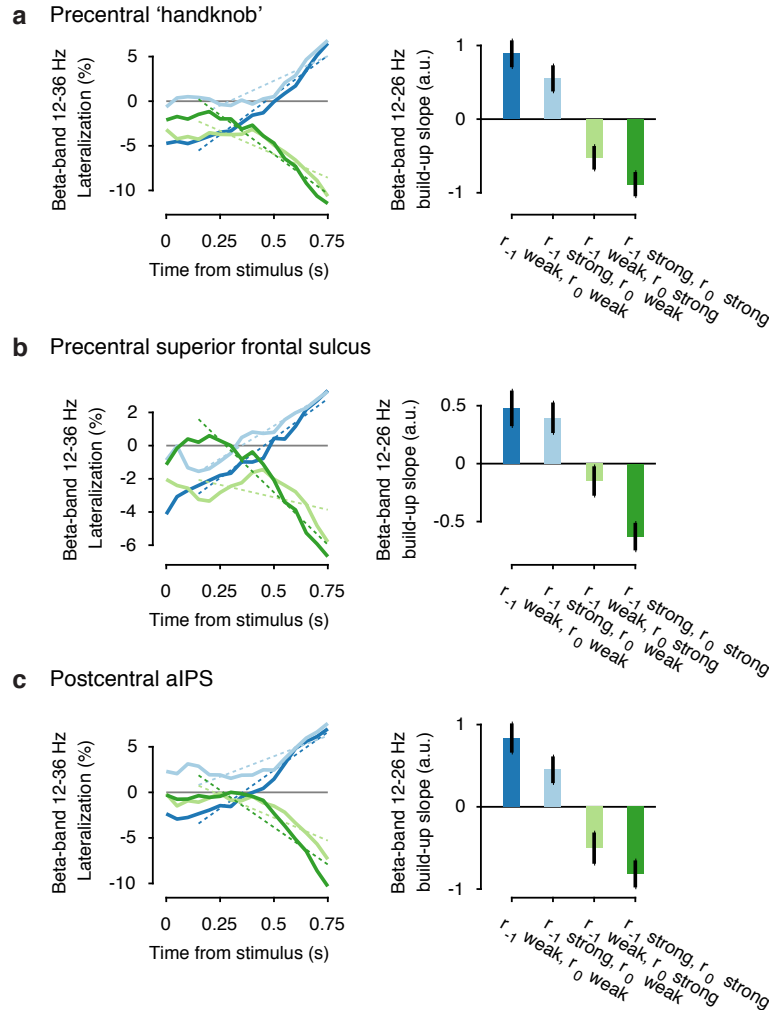 a Precentral ‘handknob’
Beta-band 12-36 Hz
Lateralization (%)
5
0
-5
-10
0 0.25 0.5 0.75
Time from stimulus (s)
Beta-band 12-26 Hz
build-up slope (a.u.)
1
0
-1
r-1 weak, r0 weak
r-1 strong, r0 weak
r-1 weak, r0 strong
r-1 strong, r0 strong
b Precentral superior frontal sulcus
Beta-band 12-36 Hz
Lateralization (%)
2
0
-2
-4
-6
0 0.25 0.5 0.75
Time from stimulus (s)
Beta-band 12-26 Hz
build-up slope (a.u.)
0.5
0
-0.5
r-1 weak, r0 weak
r-1 strong, r0 weak
r-1 weak, r0 strong
r-1 strong, r0 strong
c Postcentral aIPS
Beta-band 12-36 Hz
Lateralization (%)
5
0
-5
-10
0 0.25 0.5 0.75
Time from stimulus (s)
Beta-band 12-26 Hz
build-up slope (a.u.)
1
0
-1
r-1 weak, r0 weak
r-1 strong, r0 weak
r-1 weak, r0 strong
r-1 strong, r0 strong